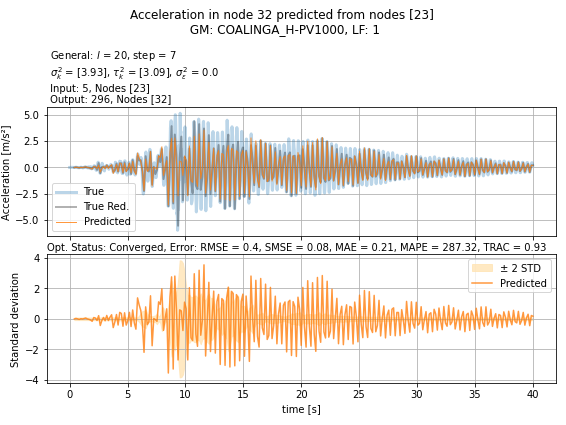 Acceleration in node 32 predicted from nodes [23]
GM: COALINGA_H-PV1000, LF: 1
General: l = 20, step = 7
σ²ₖ = [3.93], τ²ₖ = [3.09], σ²ᵣ = 0.0
Input: 5, Nodes [23]
Output: 296, Nodes [32]
Acceleration [m/s²]
5.0
2.5
0.0
−2.5
−5.0
True
True Red.
Predicted
Opt. Status: Converged, Error: RMSE = 0.4, SMSE = 0.08, MAE = 0.21, MAPE = 287.32, TRAC = 0.93
Standard deviation
4
2
0
−2
−4
± 2 STD
Predicted
0 5 10 15 20 25 30 35 40
time [s]